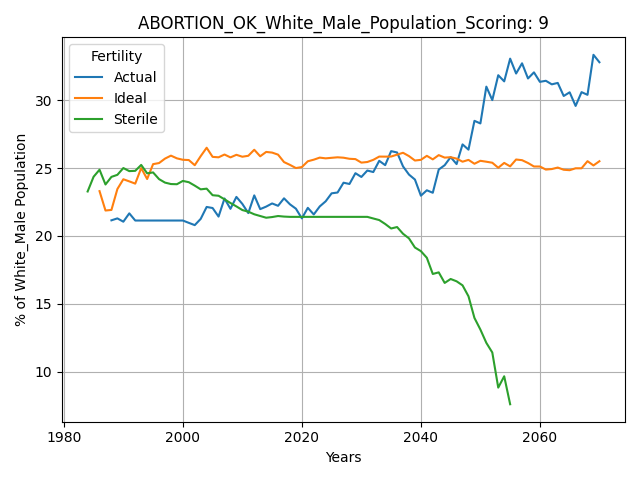 ABORTION_OK_White_Male_Population_Scoring: 9
Fertility
Actual
Ideal
Sterile
% of White_Male Population
30
25
20
15
10
1980
2000
2020
2040
2060
Years